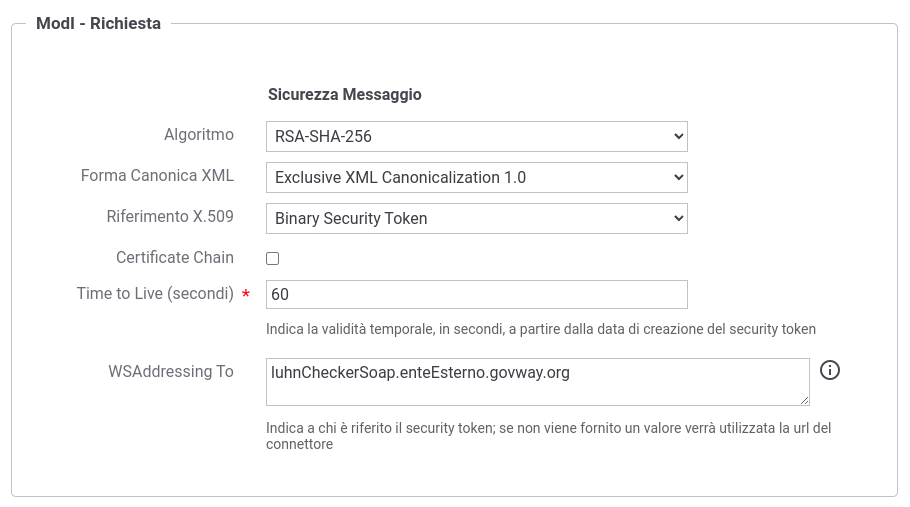 ModI - Richiesta
Sicurezza Messaggio
Algoritmo RSA-SHA-256
Forma Canonica XML Exclusive XML Canonicalization 1.0
Riferimento X.509 Binary Security Token
Certificate Chain
Time to Live (secondi) * 60
Indica la validità temporale, in secondi, a partire dalla data di creazione del security token
WSAddressing To luhnCheckerSoap.enteEsterno.govway.org
Indica a chi è riferito il security token; se non viene fornito un valore verrà utilizzata la url del
connettore